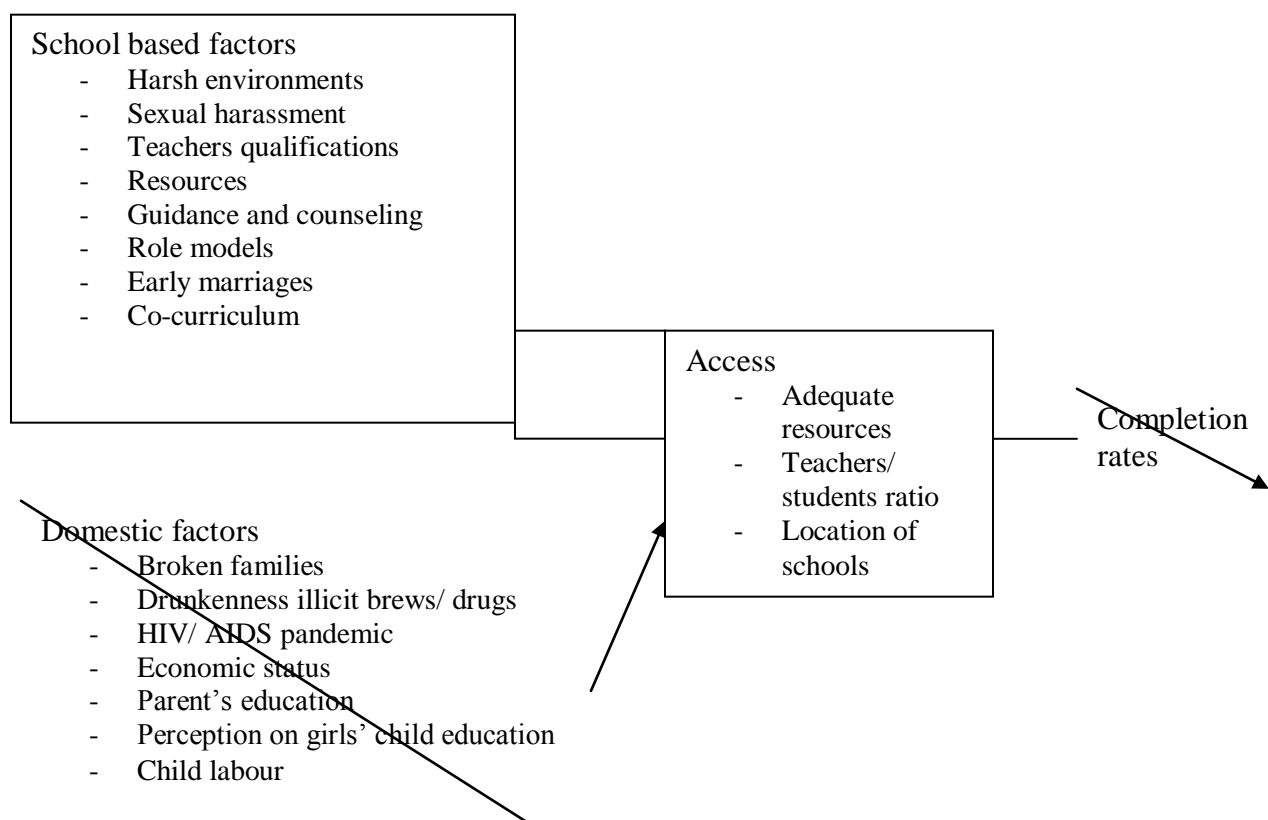 School based factors
- Harsh environments
- Sexual harassment
- Teachers qualifications
- Resources
- Guidance and counseling
- Role models
- Early marriages
- Co-curriculum
Access
- Adequate
resources
- Teachers/
students ratio
- Location of
schools
Completion
rates
Domestic factors
- Broken families
- Drunkenness illicit brews/ drugs
- HIV/ AIDS pandemic
- Economic status
- Parent’s education
- Perception on girls’ child education
- Child labour